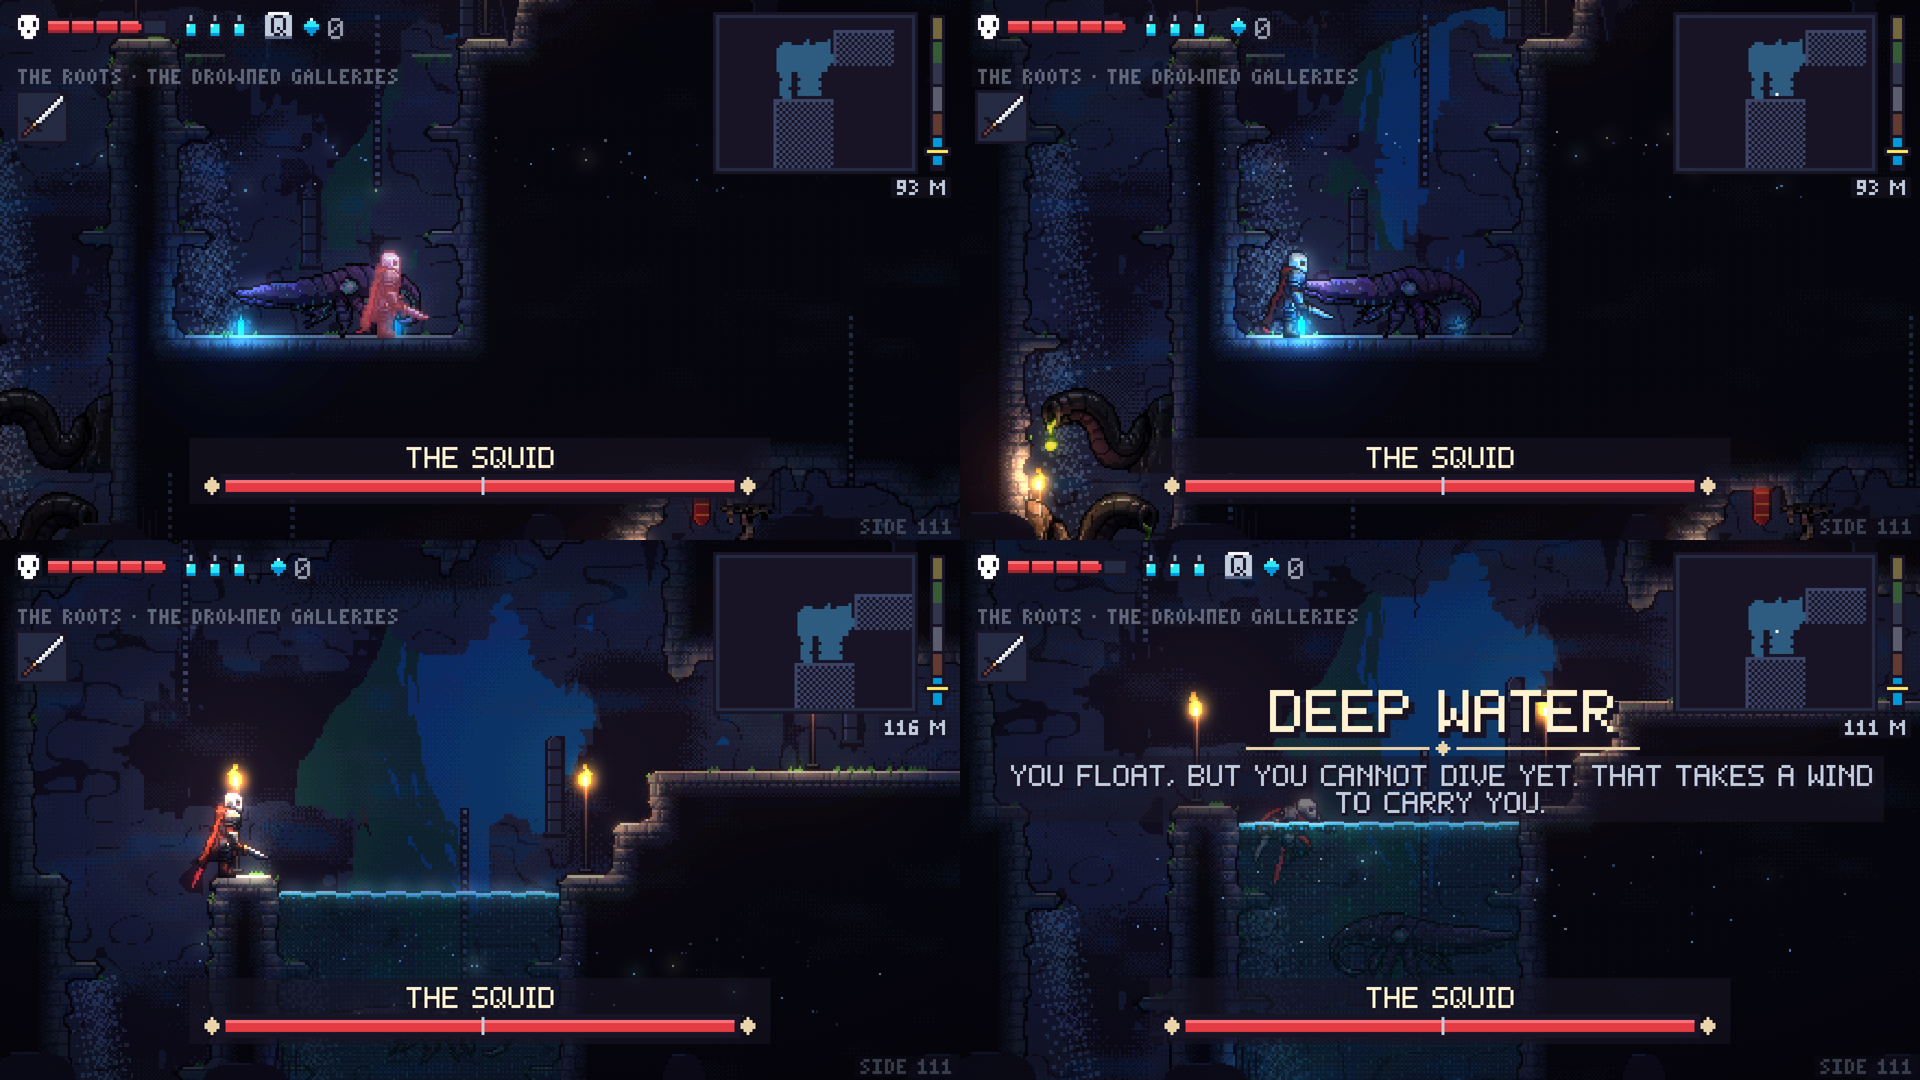 Q 0
THE ROOTS · THE DROWNED GALLERIES
93 M
THE SQUID
SIDE 111
0
THE ROOTS · THE DROWNED GALLERIES
93 M
THE SQUID
SIDE 111
0
THE ROOTS · THE DROWNED GALLERIES
116 M
THE SQUID
SIDE 111
Q 0
THE ROOTS · THE DROWNED GALLERIES
111 M
DEEP WATER
YOU FLOAT, BUT YOU CANNOT DIVE YET. THAT TAKES A WIND
TO CARRY YOU.
THE SQUID
SIDE 111